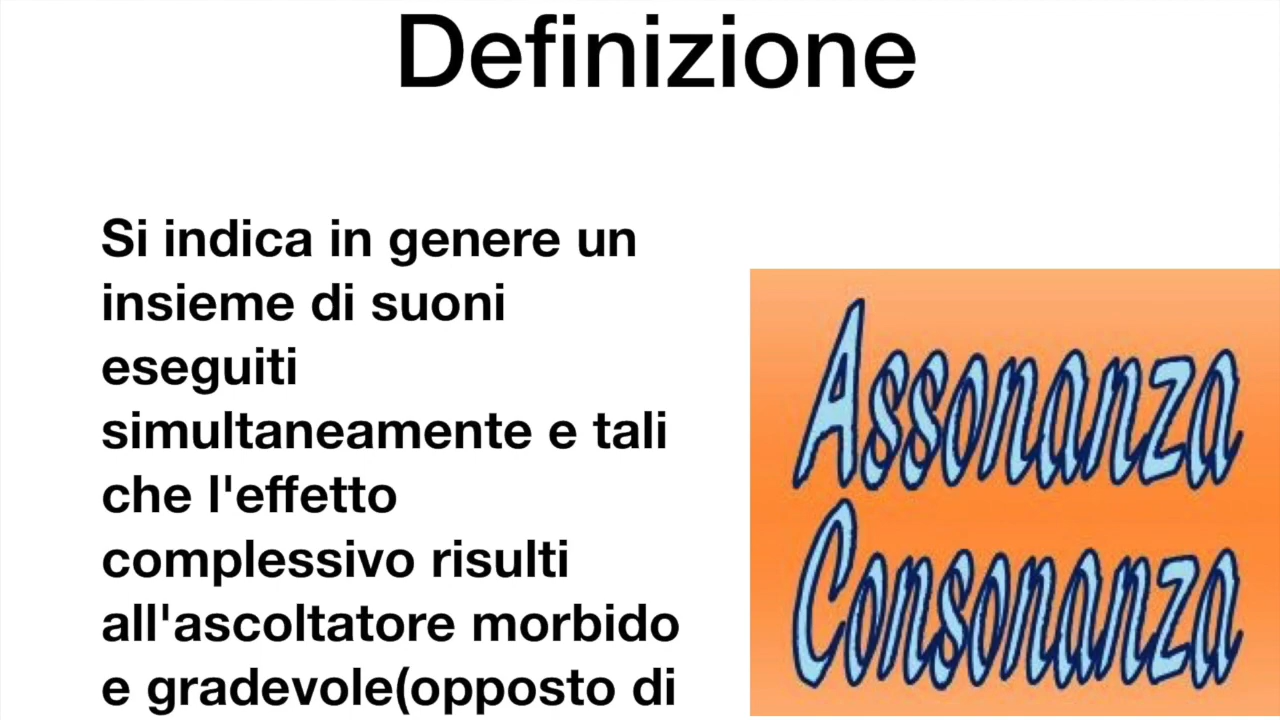 Definizione
Si indica in genere un
insieme di suoni
eseguiti
simultaneamente e tali
che l'effetto
complessivo risulti
all'ascoltatore morbido
e gradevole(opposto di
Assonanza
Consonanza